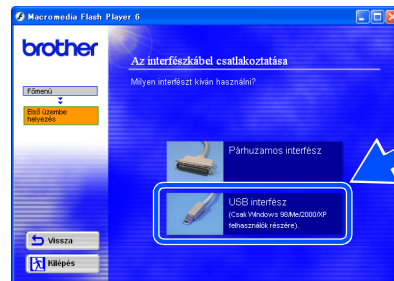 Macromedia Flash Player 6
brother
Az interfészkábel csatlakoztatása
Milyen interfészt kíván használni?
Főmenü
Első üzembe
helyezés
Párhuzamos interfész
USB interfész
(Csak Windows 98/Me/2000/XP
felhasználók részére).
Vissza
Kilépés